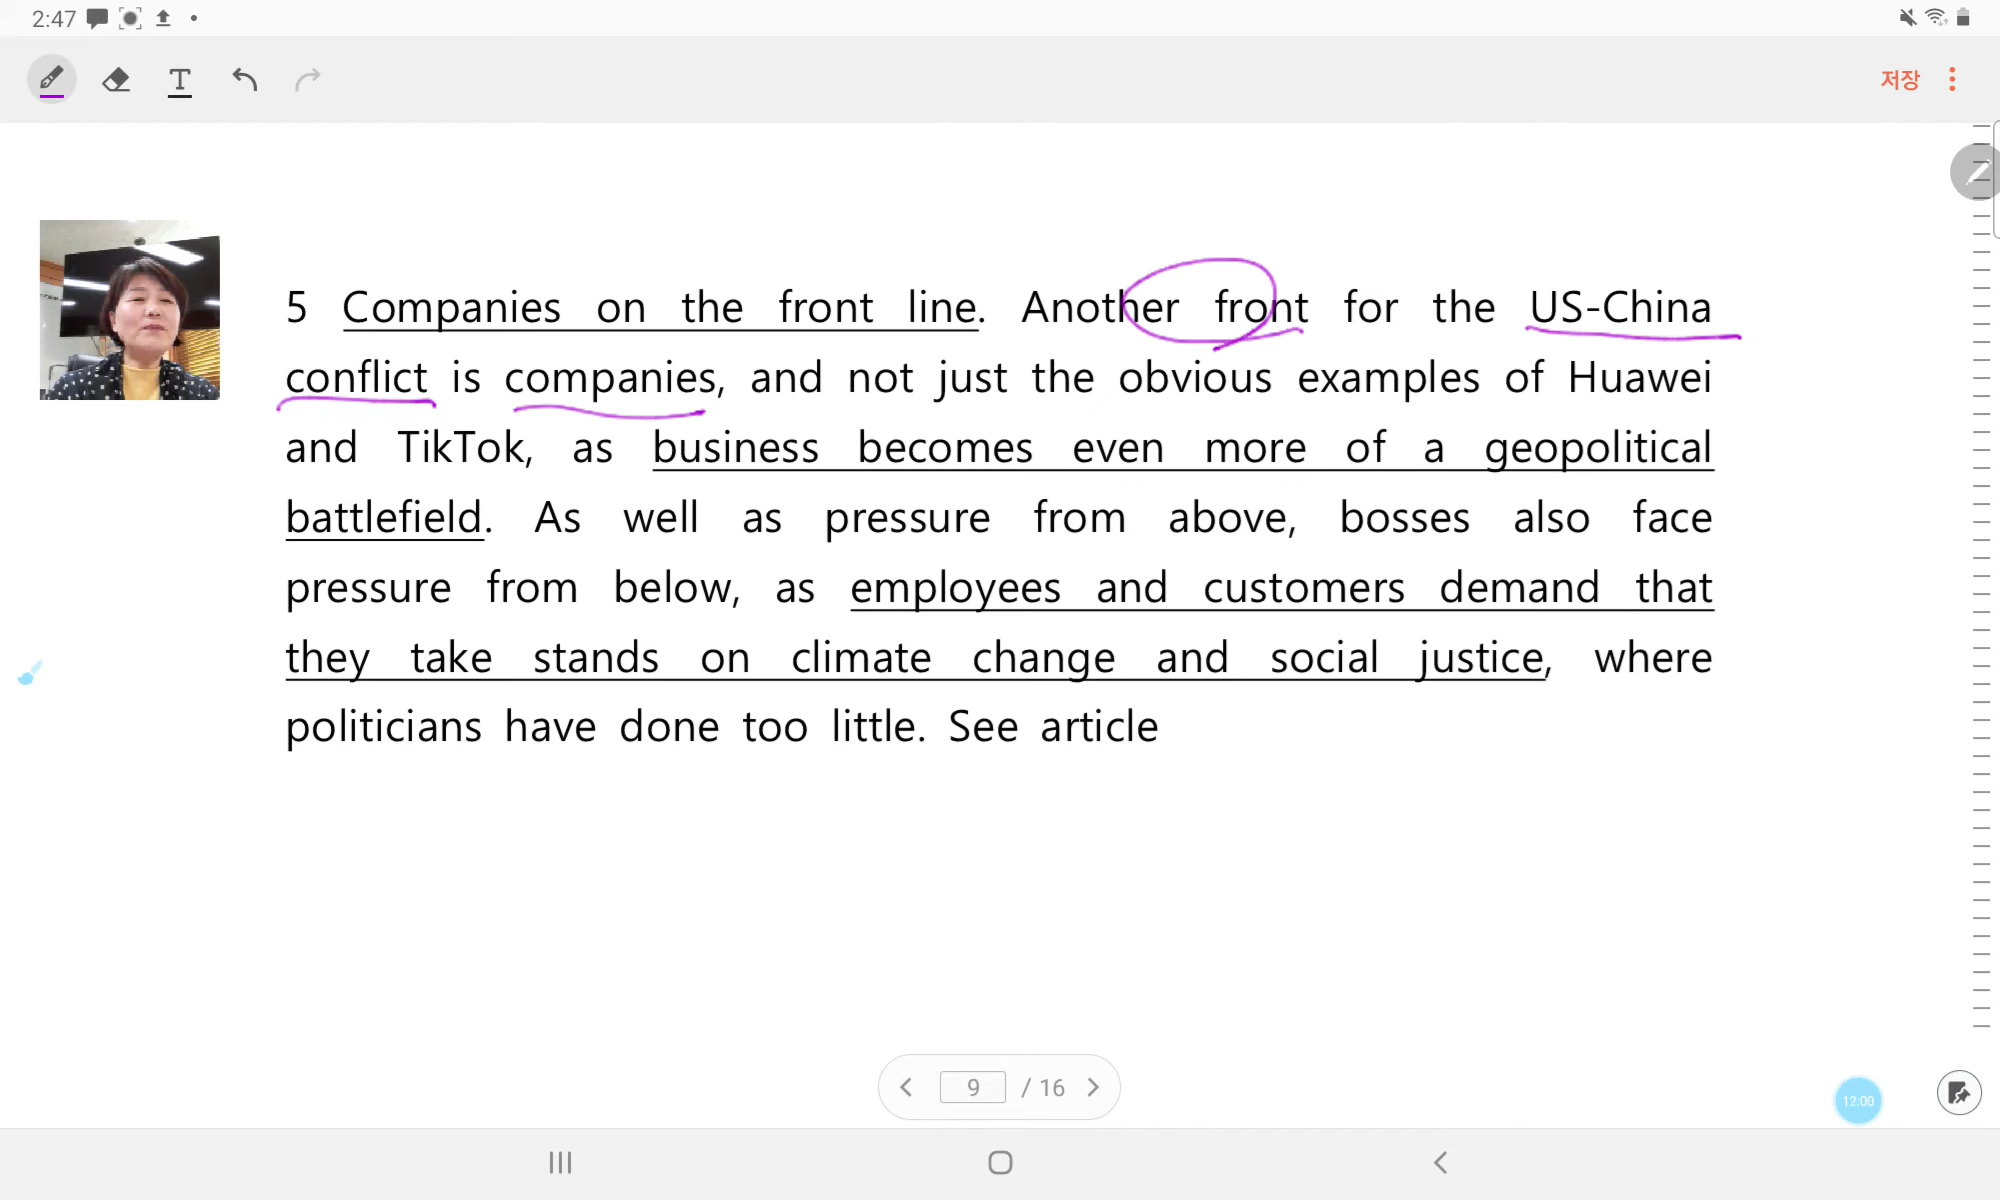 2:47
저장
5 Companies on the front line. Another front for the US-China
conflict is companies, and not just the obvious examples of Huawei
and TikTok, as business becomes even more of a geopolitical
battlefield. As well as pressure from above, bosses also face
pressure from below, as employees and customers demand that
they take stands on climate change and social justice, where
politicians have done too little. See article
9 / 16
12:00